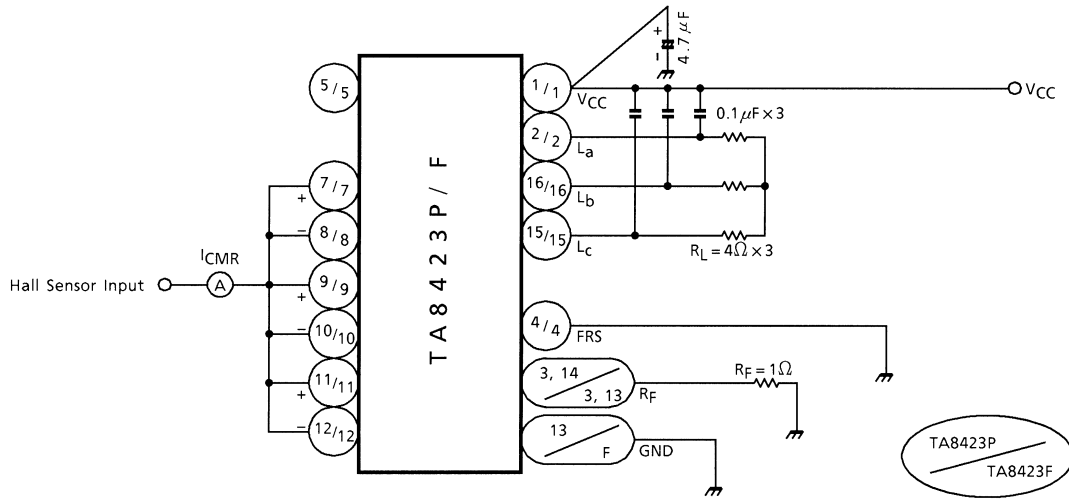 +
-
4.7μF
5/5
1/1
VCC
VCC
0.1μF×3
2/2
La
7/7
+
16/16
Lb
-
8/8
15/15
Lc
RL=4Ω×3
ICMR
A
Hall Sensor Input
9/9
+
TA8423P/F
-
10/10
4/4
FRS
11/11
+
3, 14
3, 13
RF
RF=1Ω
-
12/12
13
F
GND
TA8423P
TA8423F